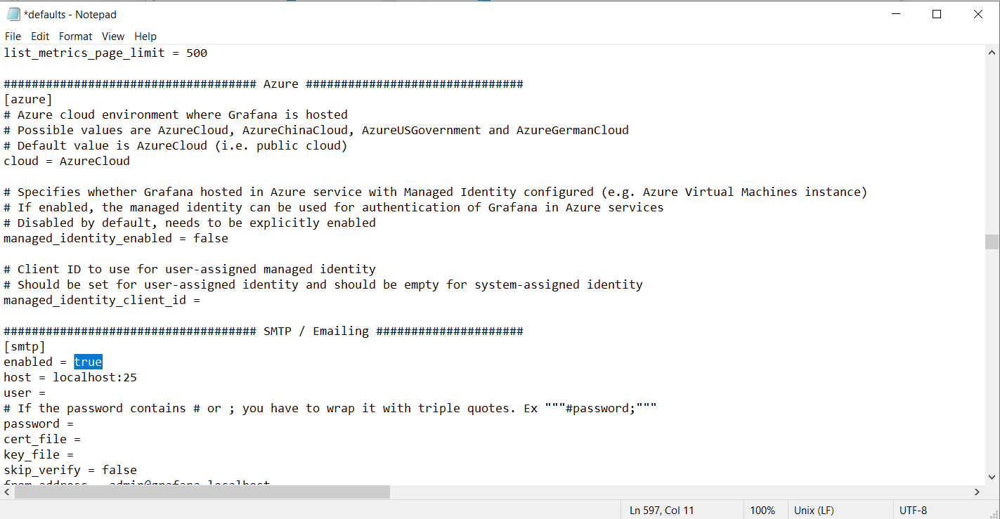 *defaults - Notepad
File Edit Format View Help
list_metrics_page_limit = 500
#################################### Azure ###############################
[azure]
# Azure cloud environment where Grafana is hosted
# Possible values are AzureCloud, AzureChinaCloud, AzureUSGovernment and AzureGermanCloud
# Default value is AzureCloud (i.e. public cloud)
cloud = AzureCloud
# Specifies whether Grafana hosted in Azure service with Managed Identity configured (e.g. Azure Virtual Machines instance)
# If enabled, the managed identity can be used for authentication of Grafana in Azure services
# Disabled by default, needs to be explicitly enabled
managed_identity_enabled = false
# Client ID to use for user-assigned managed identity
# Should be set for user-assigned identity and should be empty for system-assigned identity
managed_identity_client_id =
#################################### SMTP / Emailing #####################
[smtp]
enabled = true
host = localhost:25
user =
# If the password contains # or ; you have to wrap it with triple quotes. Ex """#password;"""
password =
cert_file =
key_file =
skip_verify = false
from_address = admin@grafana.localhost
Ln 597, Col 11
100%
Unix (LF)
UTF-8